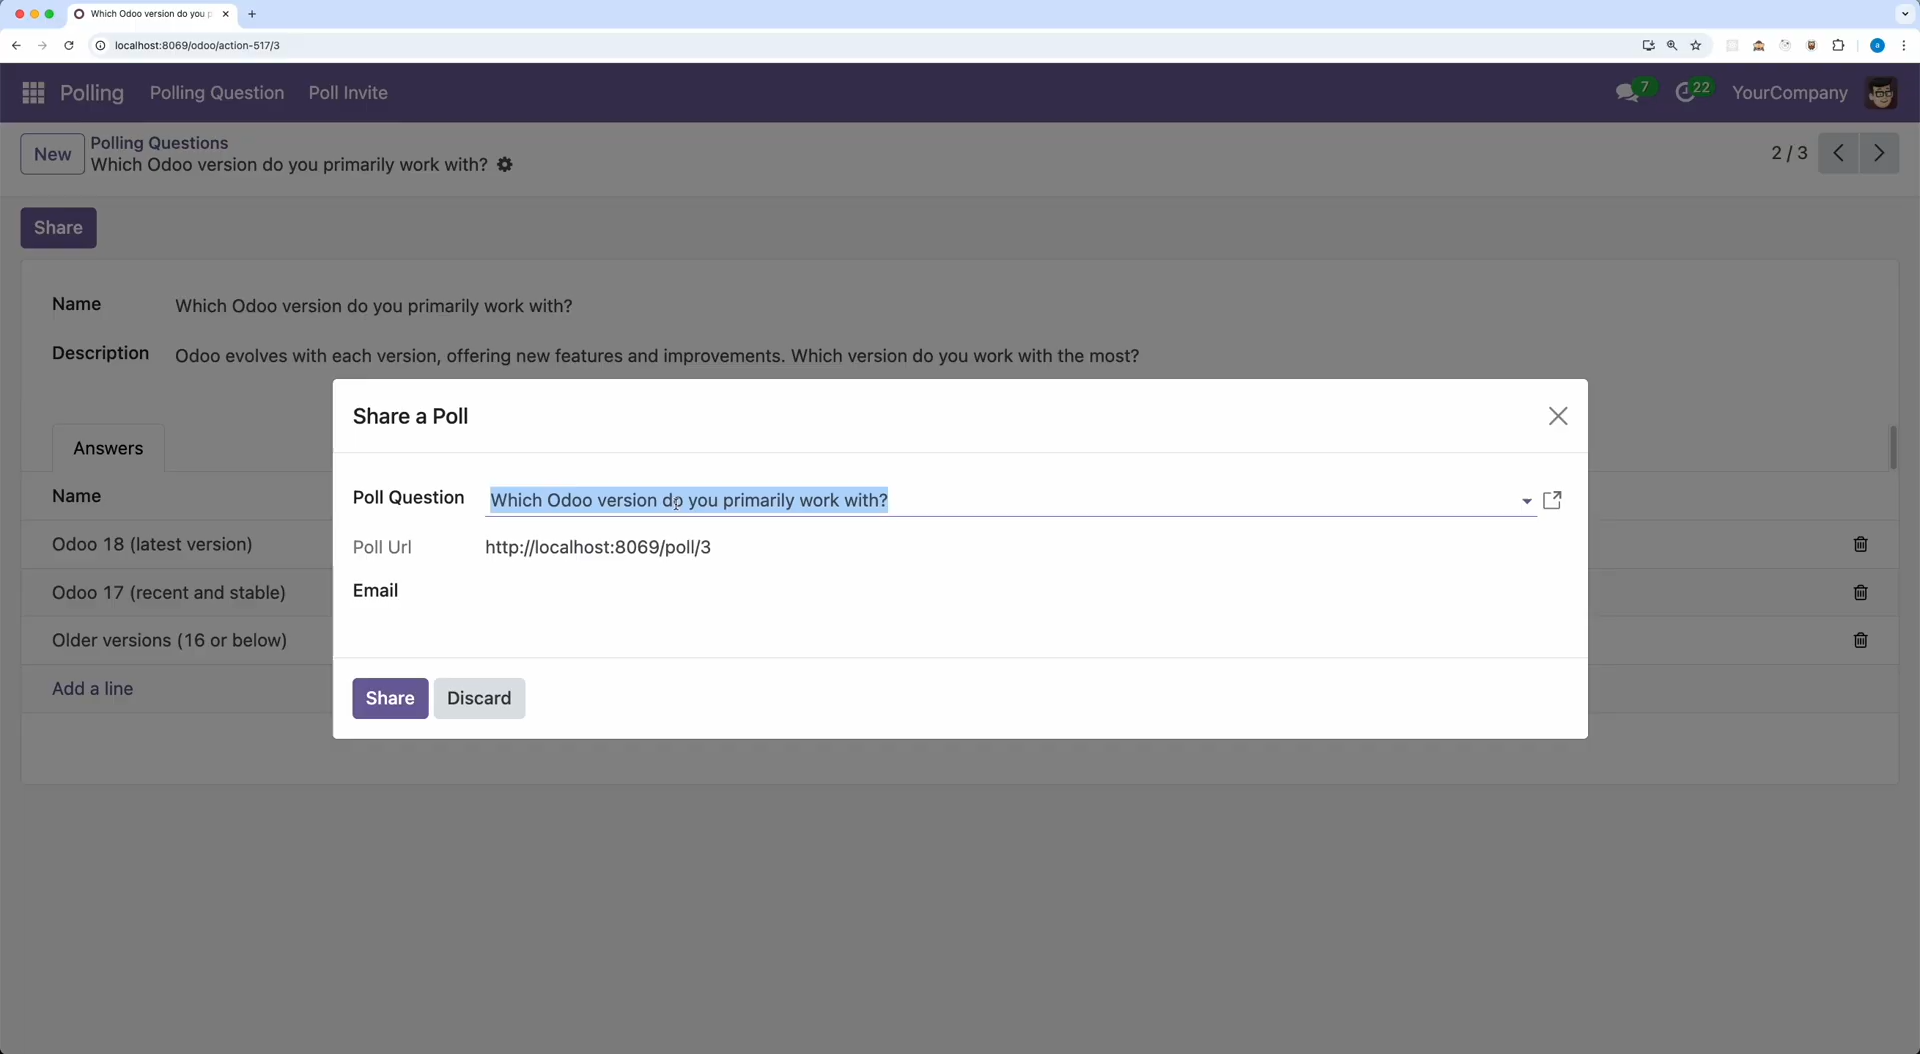 Which Odoo version do you p
localhost:8069/odoo/action-517/3
a
Polling
Polling Question
Poll Invite
7
22
YourCompany
New
Polling Questions
Which Odoo version do you primarily work with?
2 / 3
Share
Name
Which Odoo version do you primarily work with?
Description
Odoo evolves with each version, offering new features and improvements. Which version do you work with the most?
Answers
Name
Odoo 18 (latest version)
Odoo 17 (recent and stable)
Older versions (16 or below)
Add a line
Share a Poll
Poll Question
Which Odoo version do you primarily work with?
Poll Url
http://localhost:8069/poll/3
Email
Share
Discard